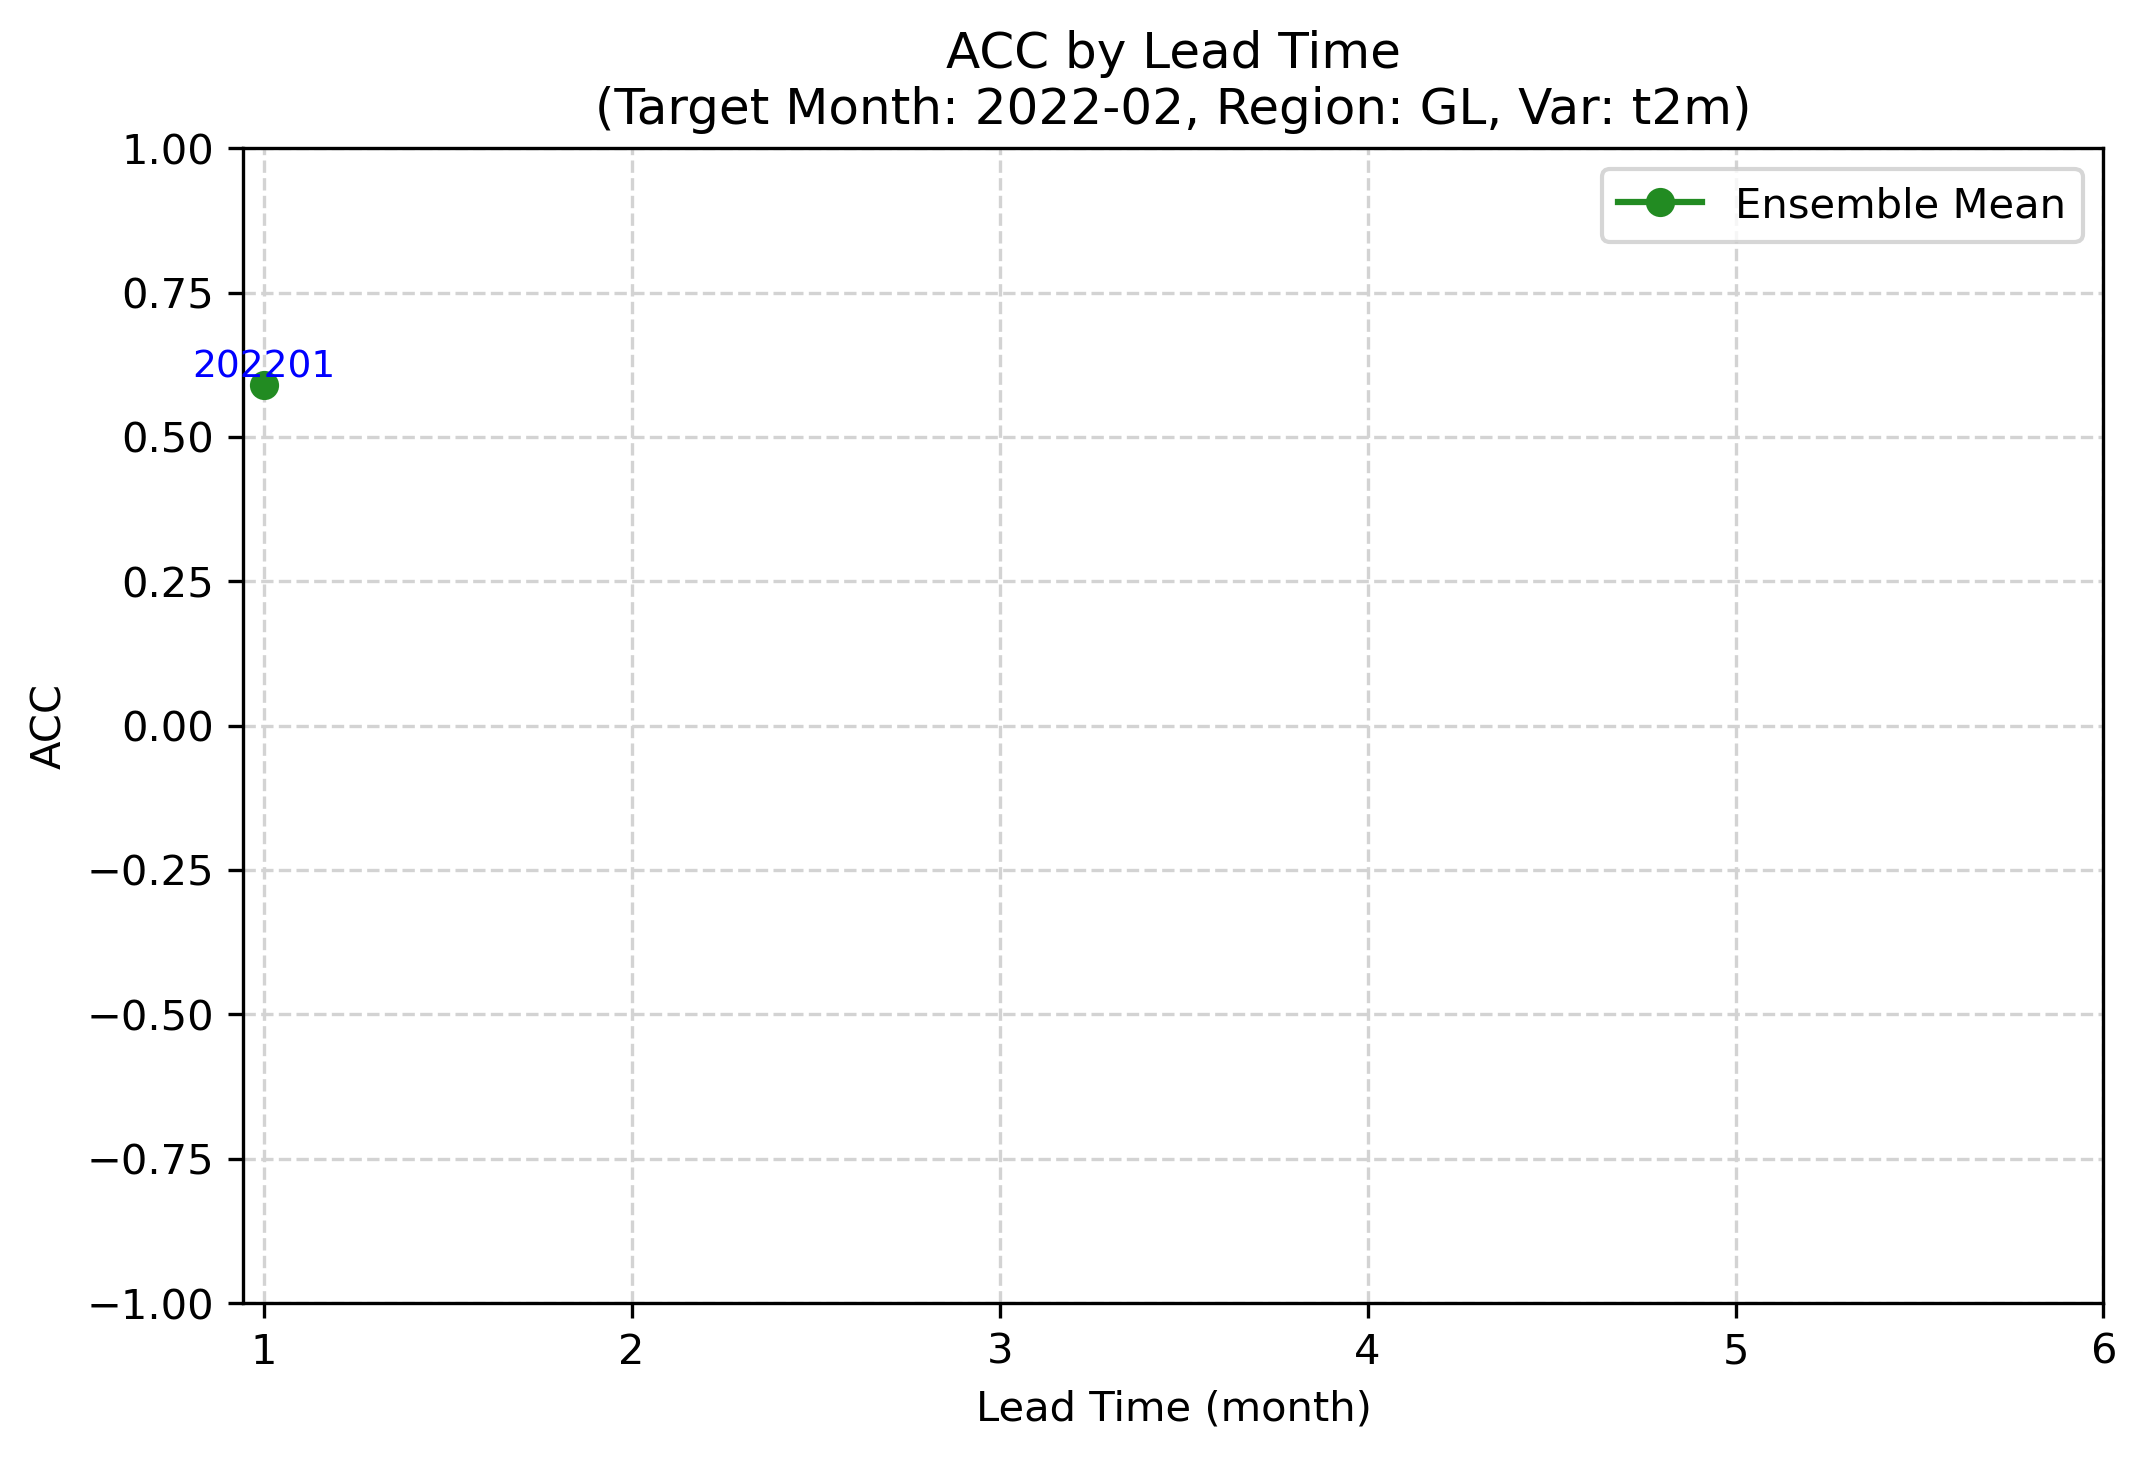 ACC by Lead Time
(Target Month: 2022-02, Region: GL, Var: t2m)
Ensemble Mean
202201
ACC
1.00
0.75
0.50
0.25
0.00
−0.25
−0.50
−0.75
−1.00
1 2 3 4 5 6
Lead Time (month)